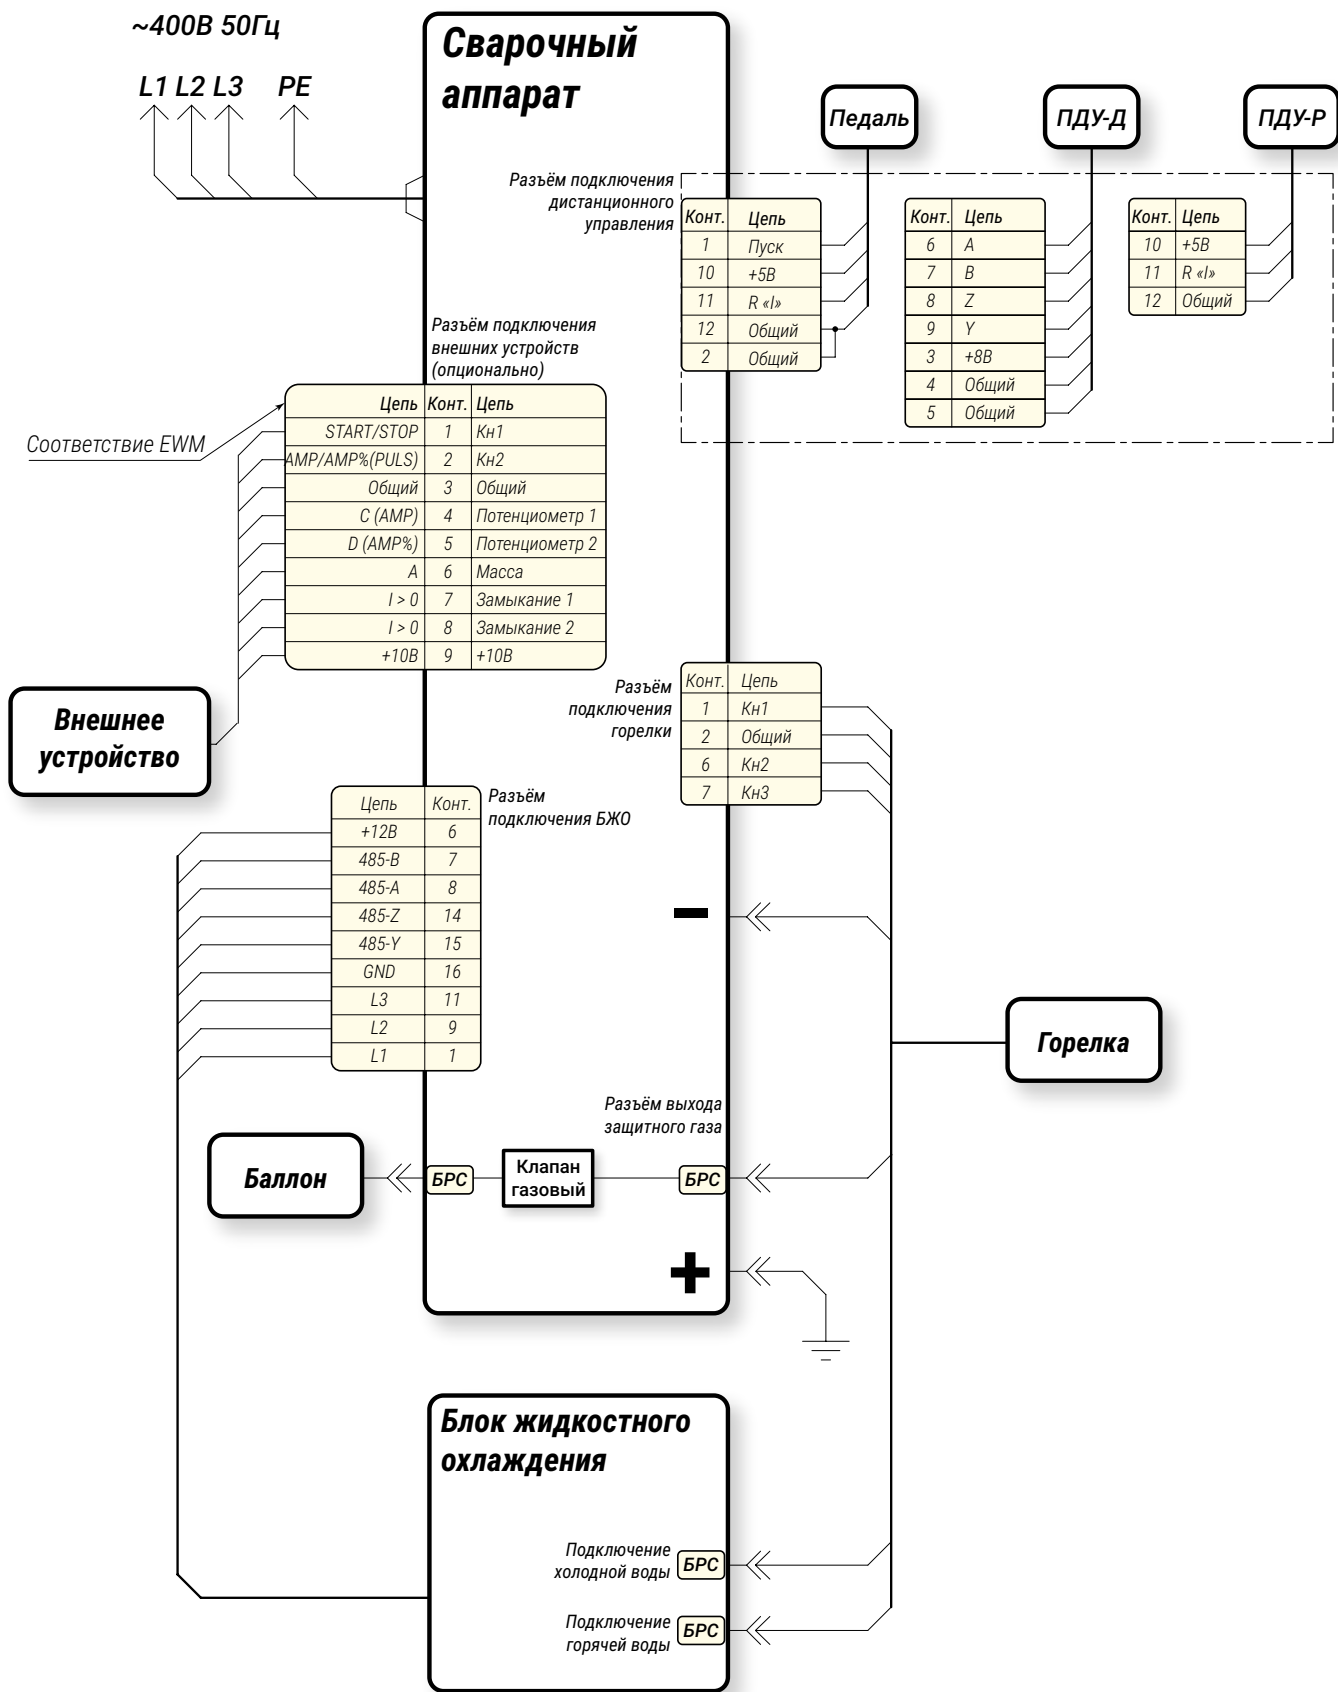 ~400В 50Гц
L1 L2 L3 PE
Сварочный
аппарат
Педаль
ПДУ-Д
ПДУ-Р
Разъём подключения
дистанционного
управления
Конт. Цепь
1 Пуск
10 +5В
11 R «I»
12 Общий
2 Общий
Конт. Цепь
6 A
7 B
8 Z
9 Y
3 +8В
4 Общий
5 Общий
Конт. Цепь
10 +5В
11 R «I»
12 Общий
Разъём подключения
внешних устройств
(опционально)
Соответствие EWM
Цепь Конт. Цепь
START/STOP 1 Кн1
AMP/AMP%(PULS) 2 Кн2
Общий 3 Общий
C (AMP) 4 Потенциометр 1
D (AMP%) 5 Потенциометр 2
A 6 Масса
I > 0 7 Замыкание 1
I > 0 8 Замыкание 2
+10В 9 +10В
Внешнее
устройство
Разъём
подключения
горелки
Конт. Цепь
1 Кн1
2 Общий
6 Кн2
7 Кн3
Разъём
подключения БЖО
Цепь Конт.
+12В 6
485-B 7
485-A 8
485-Z 14
485-Y 15
GND 16
L3 11
L2 9
L1 1
-
Горелка
Разъём выхода
защитного газа
Баллон
БРС
Клапан
газовый
БРС
+
Блок жидкостного
охлаждения
Подключение
холодной воды
БРС
Подключение
горячей воды
БРС